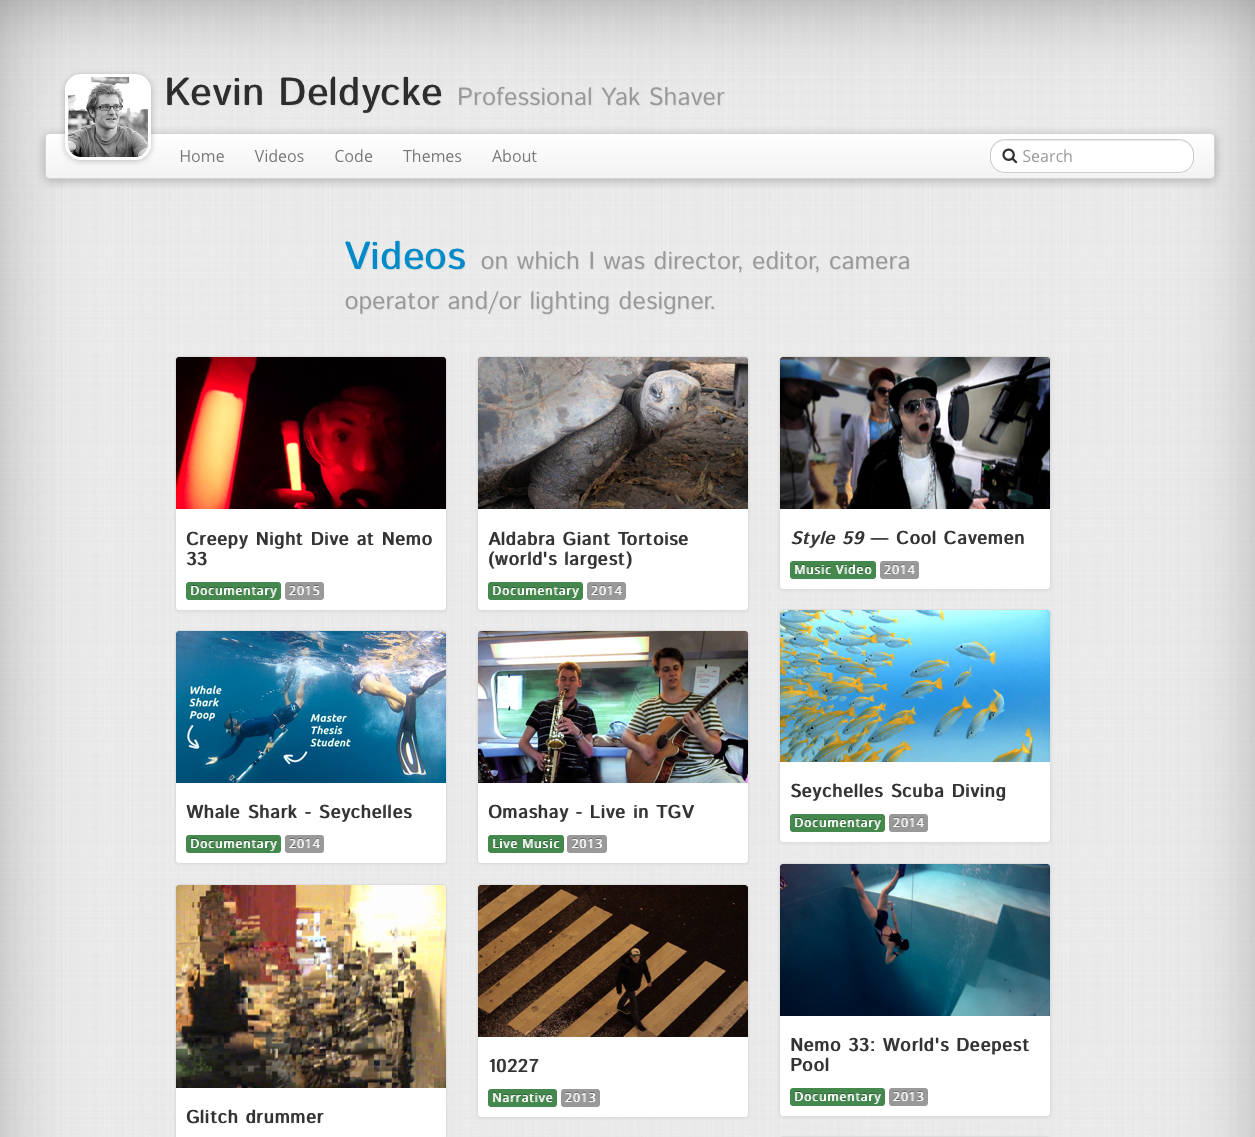 Kevin Deldycke Professional Yak Shaver
Home Videos Code Themes About Search
Videos on which I was director, editor, camera
operator and/or lighting designer.
Creepy Night Dive at Nemo
33
Documentary 2015
Aldabra Giant Tortoise
(world's largest)
Documentary 2014
Style 59 — Cool Cavemen
Music Video 2014
Whale
Shark
Poop
Master
Thesis
Student
Whale Shark - Seychelles
Documentary 2014
Omashay - Live in TGV
Live Music 2013
Seychelles Scuba Diving
Documentary 2014
Glitch drummer
10227
Narrative 2013
Nemo 33: World's Deepest
Pool
Documentary 2013